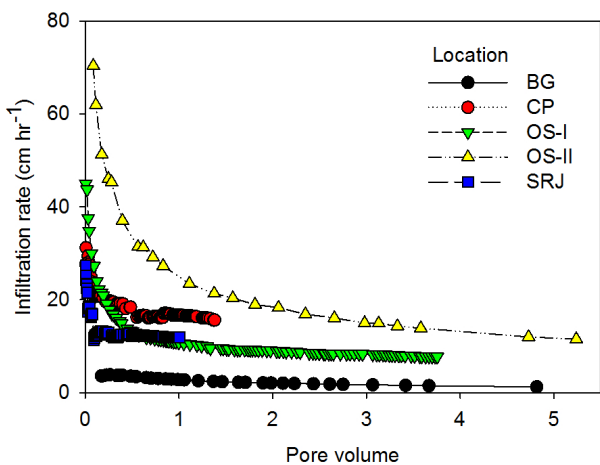 80
60
40
20
0
Infiltration rate (cm hr⁻¹)
0 1 2 3 4 5
Pore volume
Location
BG
CP
OS-I
OS-II
SRJ